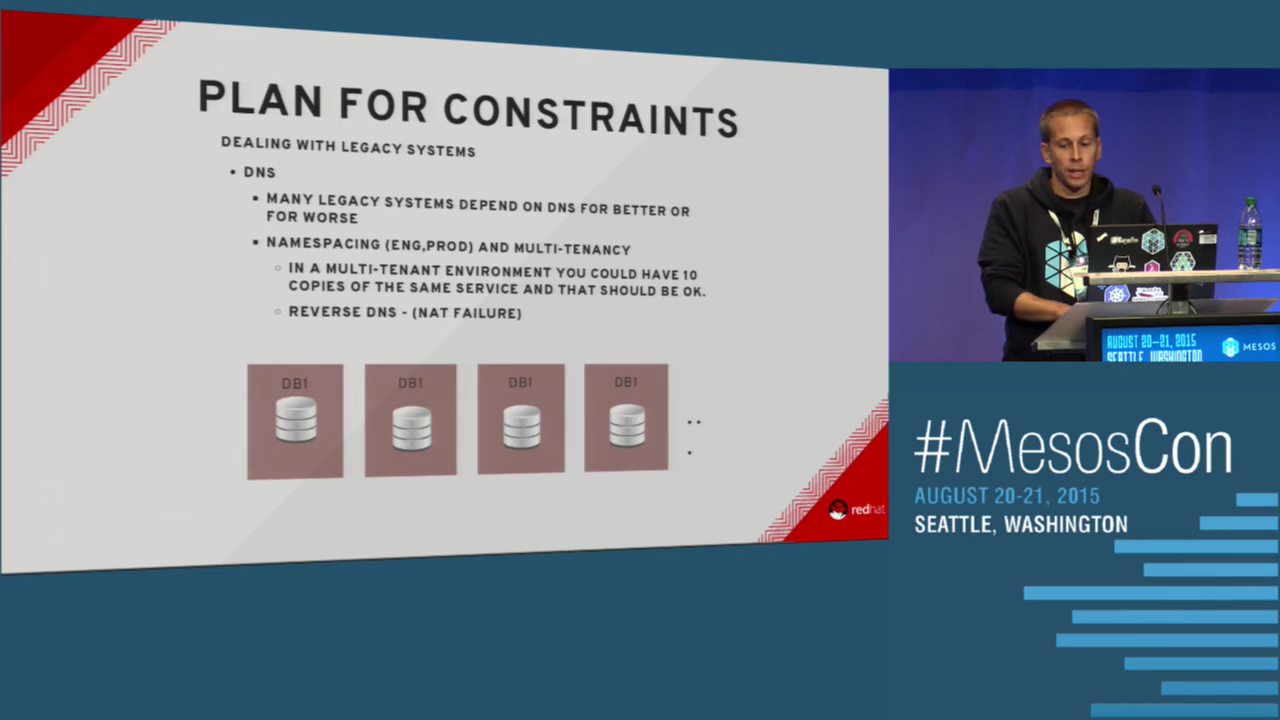 PLAN FOR CONSTRAINTS
DEALING WITH LEGACY SYSTEMS
• DNS
▪ MANY LEGACY SYSTEMS DEPEND ON DNS FOR BETTER OR
FOR WORSE
▪ NAMESPACING (ENG,PROD) AND MULTI-TENANCY
○ IN A MULTI-TENANT ENVIRONMENT YOU COULD HAVE 10
COPIES OF THE SAME SERVICE AND THAT SHOULD BE OK.
○ REVERSE DNS - (NAT FAILURE)
DB1 DB1 DB1 DB1
redhat
AUGUST 20-21, 2015
SEATTLE, WASHINGTON
MESOS
#MesosCon
AUGUST 20-21, 2015
SEATTLE, WASHINGTON